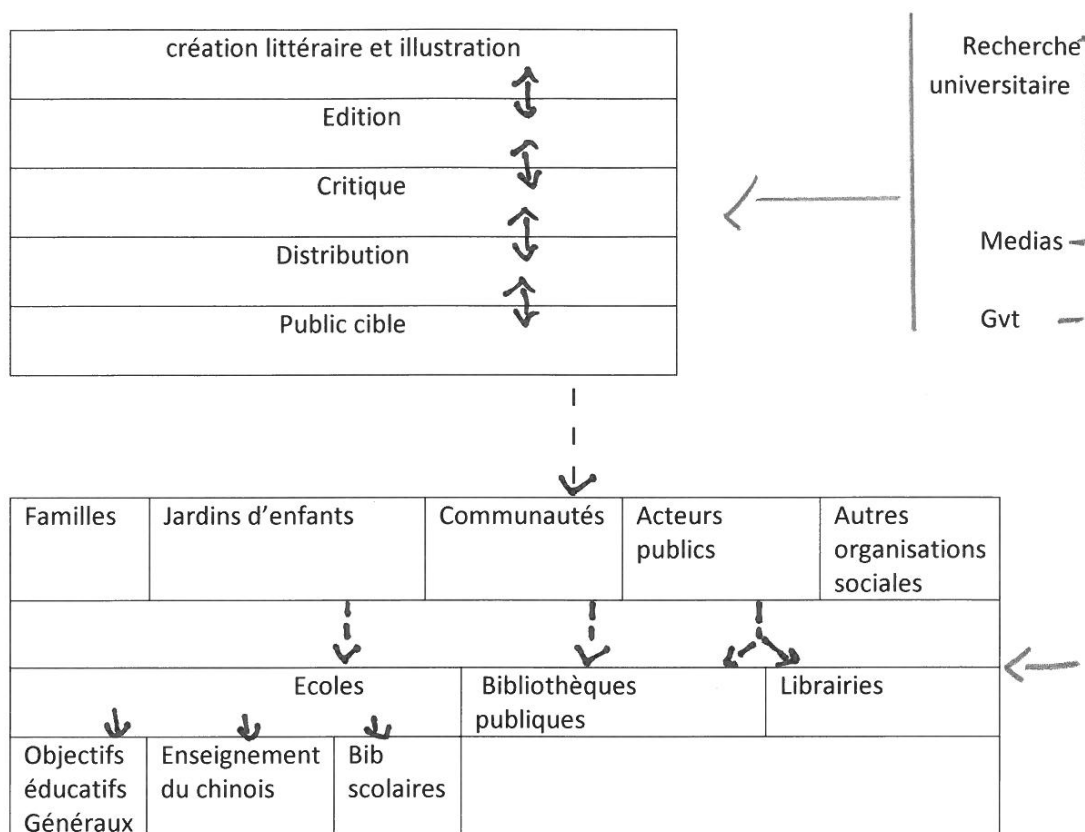 création littéraire et illustration
Edition
Critique
Distribution
Public cible
Recherche
universitaire
Medias
Gvt
Familles
Jardins d'enfants
Communautés
Acteurs
publics
Autres
organisations
sociales
Ecoles
Bibliothèques
publiques
Librairies
Objectifs
éducatifs
Généraux
Enseignement
du chinois
Bib
scolaires